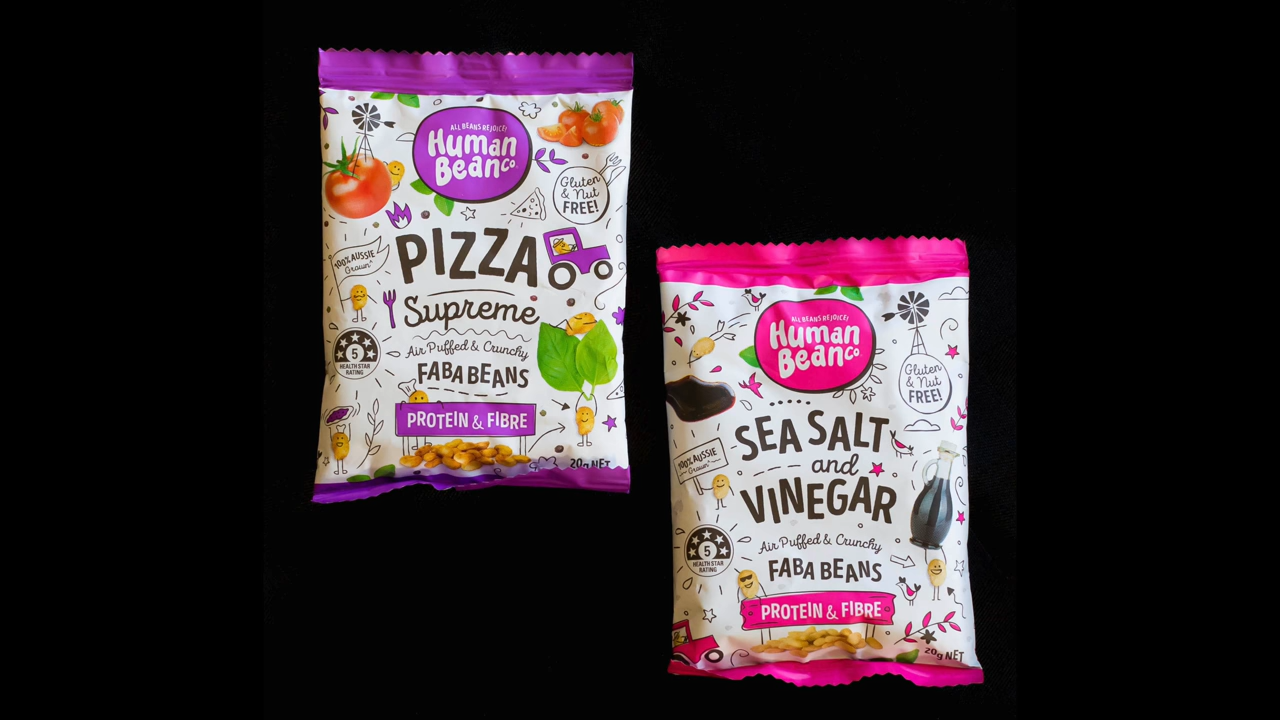 ALL BEANS REJOICE!
Human
Bean Co.
Gluten
& Nut
FREE!
100% AUSSIE
Grown^
PIZZA
Supreme
Air Puffed & Crunchy
FABA BEANS
5
HEALTH STAR
RATING
PROTEIN & FIBRE
20g NET
ALL BEANS REJOICE!
Human
Bean Co.
Gluten
& Nut
FREE!
SEA SALT
and
VINEGAR
100% AUSSIE
Grown^
Air Puffed & Crunchy
FABA BEANS
5
HEALTH STAR
RATING
PROTEIN & FIBRE
20g NET